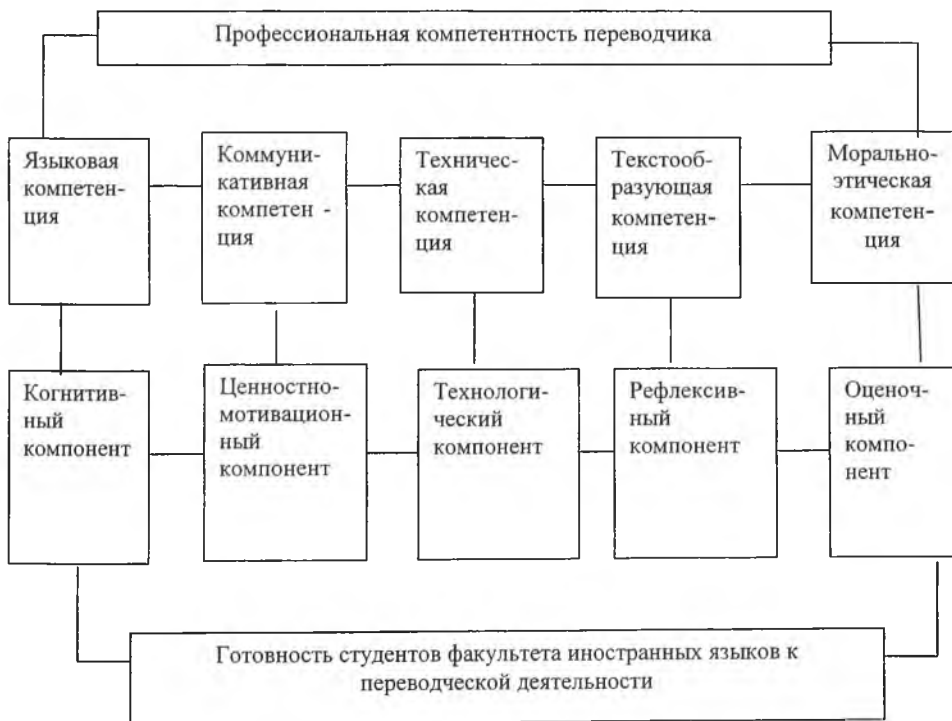 Профессиональная компетентность переводчика
Языковая
компетен-
ция
Коммуни-
кативная
компетен -
ция
Техничес-
кая
компетен-
ция
Текстооб-
разующая
компетен-
ция
Морально-
этическая
компетен-
ция
Когнитив-
ный
компонент
Ценностно-
мотивацион-
ный
компонент
Технологи-
ческий
компонент
Рефлексив-
ный
компонент
Оценоч-
ный
компо-
нент
Готовность студентов факультета иностранных языков к
переводческой деятельности